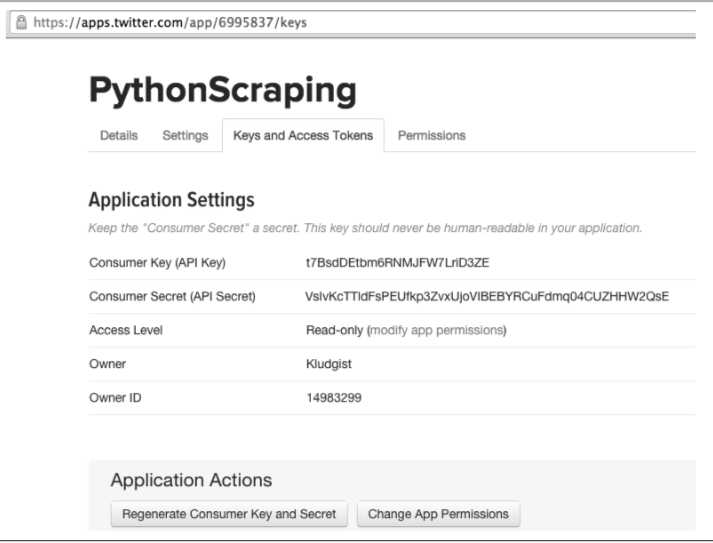 https://apps.twitter.com/app/6995837/keys
PythonScraping
Details Settings Keys and Access Tokens Permissions
Application Settings
Keep the "Consumer Secret" a secret. This key should never be human-readable in your application.
Consumer Key (API Key) t7BsdDEtbm6RNMJFW7LriD3ZE
Consumer Secret (API Secret) VsIvKcTTldFsPEUfkp3ZvxUjoVIBEBYRCuFdmq04CUZHHW2QsE
Access Level Read-only (modify app permissions)
Owner Kludgist
Owner ID 14983299
Application Actions
Regenerate Consumer Key and Secret Change App Permissions